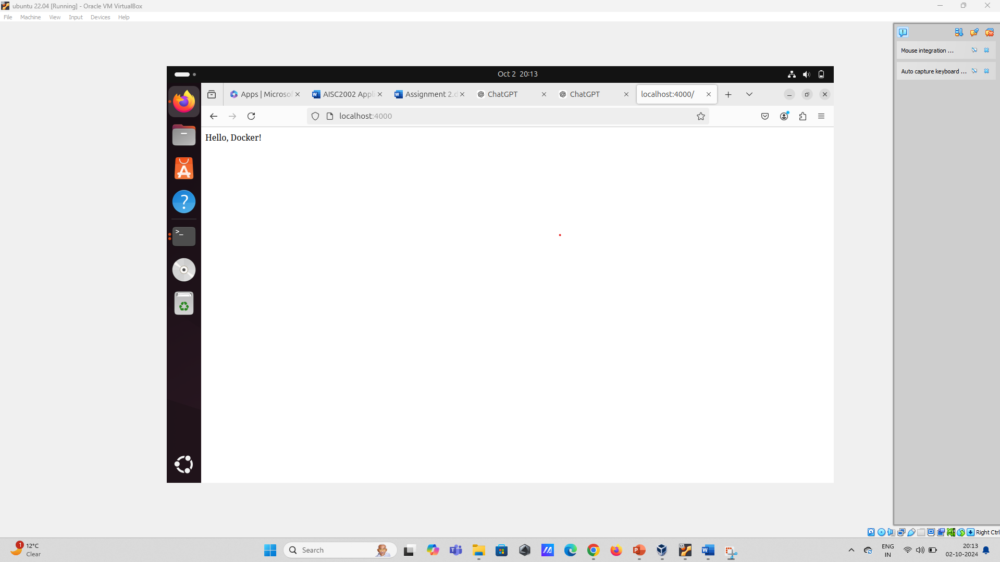 ubuntu 22.04 [Running] - Oracle VM VirtualBox
File Machine View Input Devices Help
Mouse integration ...
Auto capture keyboard ...
Oct 2 20:13
Apps | Microsof
AISC2002 Appli
Assignment 2.d
ChatGPT
ChatGPT
localhost:4000/
localhost:4000
Hello, Docker!
Right Ctrl
1
12°C
Clear
Search
ENG
IN
20:13
02-10-2024